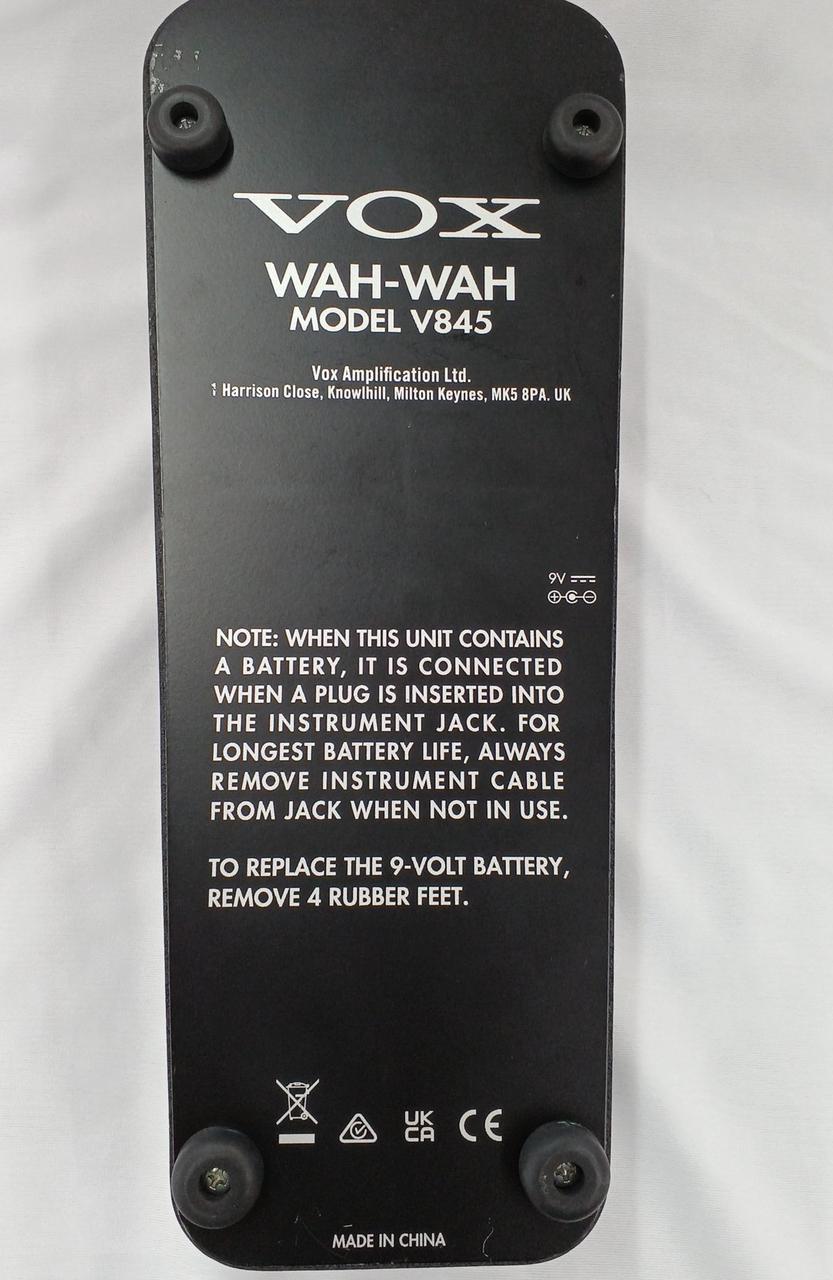 VOX
WAH-WAH
MODEL V845
Vox Amplification Ltd.
1 Harrison Close, Knowlhill, Milton Keynes, MK5 8PA. UK
9V
NOTE: WHEN THIS UNIT CONTAINS
A BATTERY, IT IS CONNECTED
WHEN A PLUG IS INSERTED INTO
THE INSTRUMENT JACK. FOR
LONGEST BATTERY LIFE, ALWAYS
REMOVE INSTRUMENT CABLE
FROM JACK WHEN NOT IN USE.
TO REPLACE THE 9-VOLT BATTERY,
REMOVE 4 RUBBER FEET.
UK
CA
CE
MADE IN CHINA